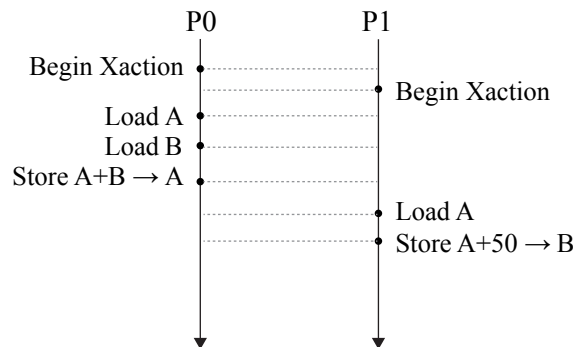 P0 P1
Begin Xaction
Begin Xaction
Load A
Load B
Store A+B → A
Load A
Store A+50 → B